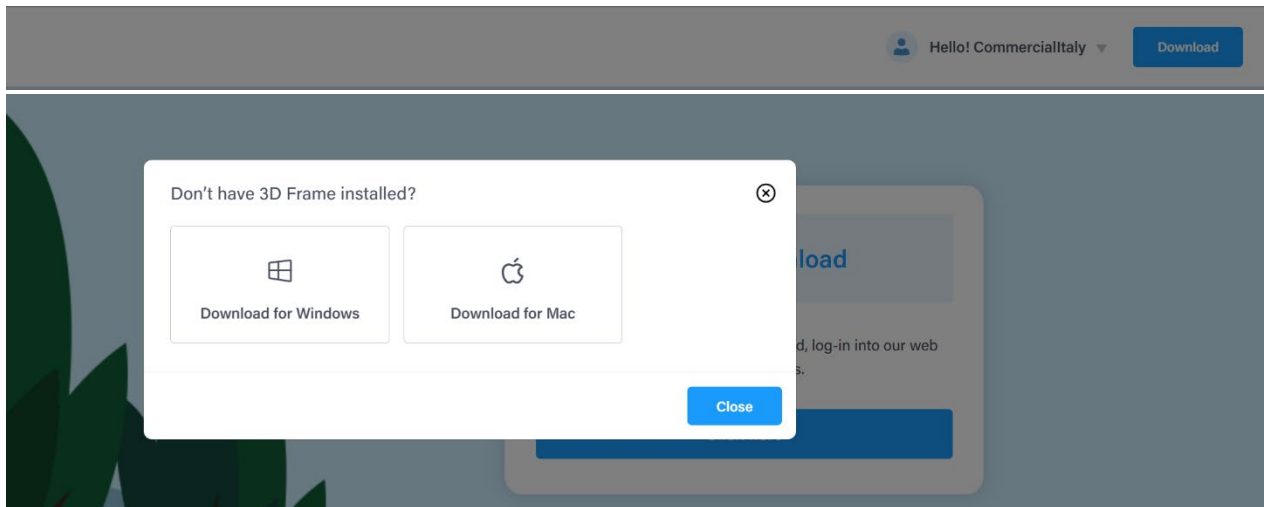 Hello! CommercialItaly
Download
Don't have 3D Frame installed?
Download for Windows
Download for Mac
load
d, log-in into our web
s.
Close